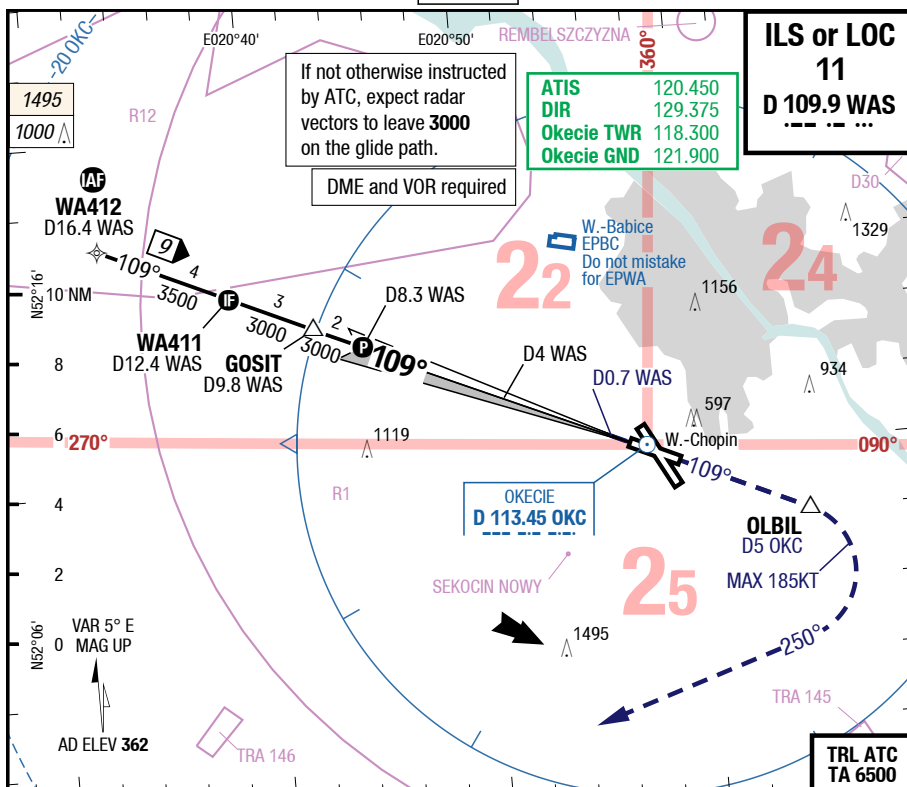 -20 OKC-
E020°40'
E020°50'
REMBELSZCZYZNA
360°
ILS or LOC
11
D 109.9 WAS
1495
1000
R12
If not otherwise instructed
by ATC, expect radar
vectors to leave 3000
on the glide path.
DME and VOR required
ATIS 120.450
DIR 129.375
Okecie TWR 118.300
Okecie GND 121.900
D30
1329
IAF
WA412
D16.4 WAS
109°
9
4
3500
W.-Babice
EPBC
Do not mistake
for EPWA
22
24
1156
N52°16'
10 NM
IF
WA411
D12.4 WAS
3
3000
GOSIT
D9.8 WAS
2
3000
D8.3 WAS
P
109°
D4 WAS
D0.7 WAS
934
597
8
6
270°
1119
W.-Chopin
090°
R1
109°
4
OKECIE
D 113.45 OKC
OLBIL
D5 OKC
MAX 185KT
2
SEKOCIN NOWY
25
1495
250°
N52°06'
0
VAR 5° E
MAG UP
AD ELEV 362
TRA 146
TRA 145
TRL ATC
TA 6500